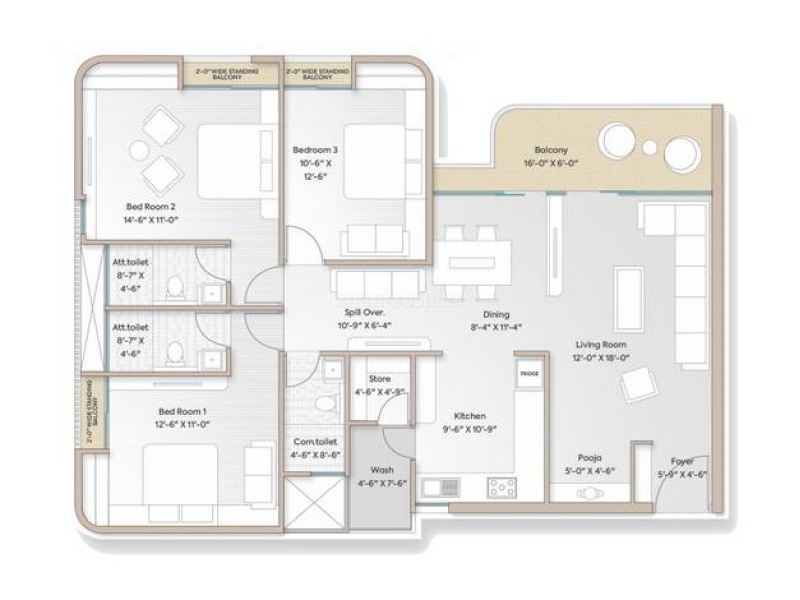 2'-0" WIDE STANDING
BALCONY
2'-0" WIDE STANDING
BALCONY
Bedroom 3
10'-6" X
12'-6"
Balcony
16'-0" X 6'-0"
Bed Room 2
14'-6" X 11'-0"
Att.toilet
8'-7" X
4'-6"
Spill Over.
10'-9" X 6'-4"
Dining
8'-4" X 11'-4"
Att.toilet
8'-7" X
4'-6"
Living Room
12'-0" X 18'-0"
2'-0" WIDE STANDING
BALCONY
Bed Room 1
12'-6" X 11'-0"
Store
4'-6" X 4'-9"
FRIDGE
Kitchen
9'-6" X 10'-9"
Com.toilet
4'-6" X 8'-6"
Wash
4'-6" X 7'-6"
Pooja
5'-0" X 4'-6"
Foyer
5'-9" X 4'-6"